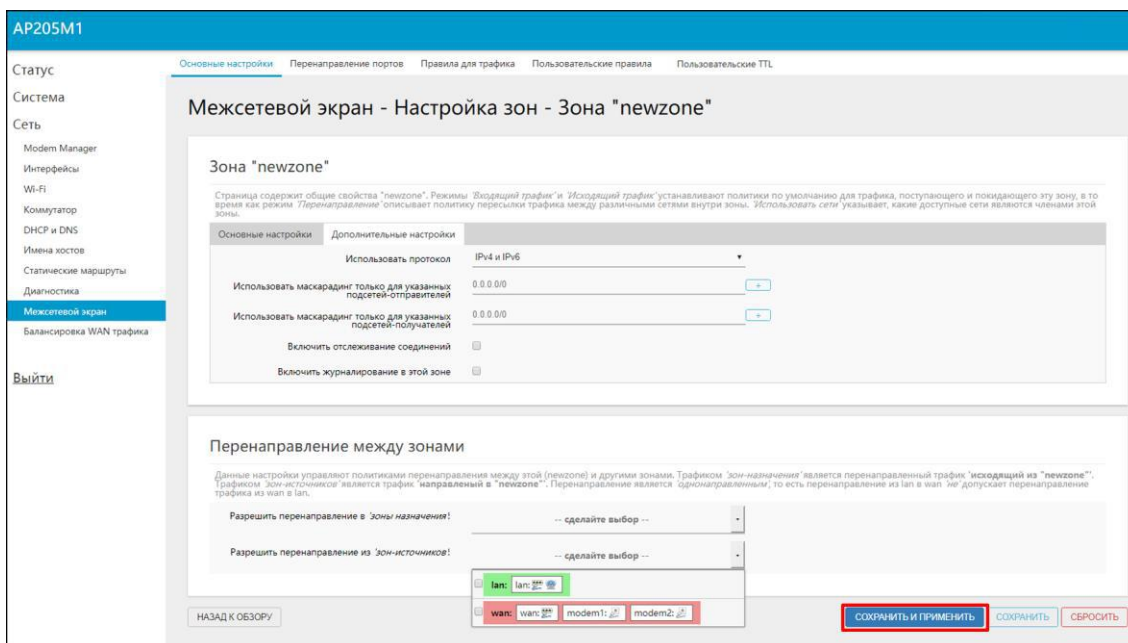 AP205M1
Статус
Система
Сеть
Modem Manager
Интерфейсы
Wi-Fi
Коммутатор
DHCP и DNS
Имена хостов
Статические маршруты
Диагностика
Межсетевой экран
Балансировка WAN трафика
Выйти
Основные настройки Перенаправление портов Правила для трафика Пользовательские правила Пользовательские TTL
Межсетевой экран - Настройка зон - Зона "newzone"
Зона "newzone"
Страница содержит общие свойства "newzone". Режимы 'Входящий трафик' и 'Исходящий трафик' устанавливают политики по умолчанию для трафика, поступающего и покидающего эту зону, в то
время как режим 'Перенаправление' описывает политику пересылки трафика между различными сетями внутри зоны. 'Использовать сети' указывает, какие доступные сети являются членами этой
зоны.
Основные настройки Дополнительные настройки
Использовать протокол IPv4 и IPv6
Использовать маскарадинг только для указанных
подсетей-отправителей 0.0.0.0/0 +
Использовать маскарадинг только для указанных
подсетей-получателей 0.0.0.0/0 +
Включить отслеживание соединений
Включить журналирование в этой зоне
Перенаправление между зонами
Данные настройки управляют политиками перенаправления между этой (newzone) и другими зонами. Трафиком 'зон-назначения' является перенаправленный трафик "исходящий из "newzone"".
Трафиком 'зон-источников' является трафик "направленый в "newzone"". Перенаправление является 'однонаправленным', то есть перенаправление из lan в wan 'не' допускает перенаправление
трафика из wan в lan.
Разрешить перенаправление в 'зоны назначения': -- сделайте выбор --
Разрешить перенаправление из 'зон-источников': -- сделайте выбор --
lan: lan:
wan: wan: modem1: modem2:
НАЗАД К ОБЗОРУ СОХРАНИТЬ И ПРИМЕНИТЬ СОХРАНИТЬ СБРОСИТЬ